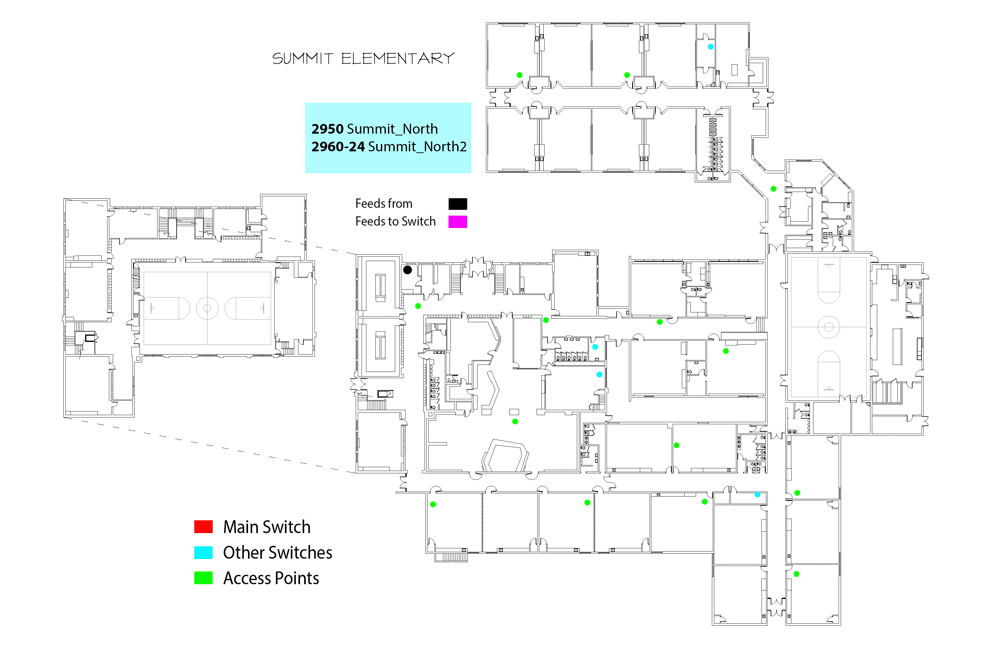 SUMMIT ELEMENTARY
2950 Summit_North
2960-24 Summit_North2
Feeds from
Feeds to Switch
Main Switch
Other Switches
Access Points